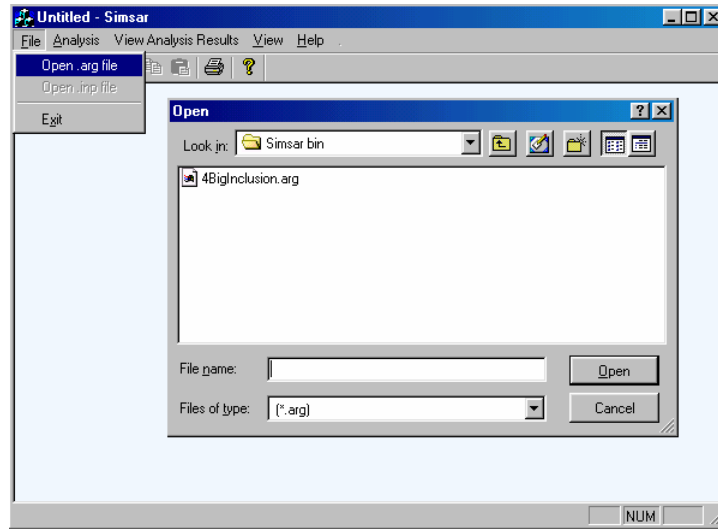 Untitled - Simsar
File Analysis View Analysis Results View Help
Open .arg file
Open .inp file
Exit
Open
Look in: Simsar bin
4BigInclusion.arg
File name:
Open
Files of type: (*.arg)
Cancel
NUM